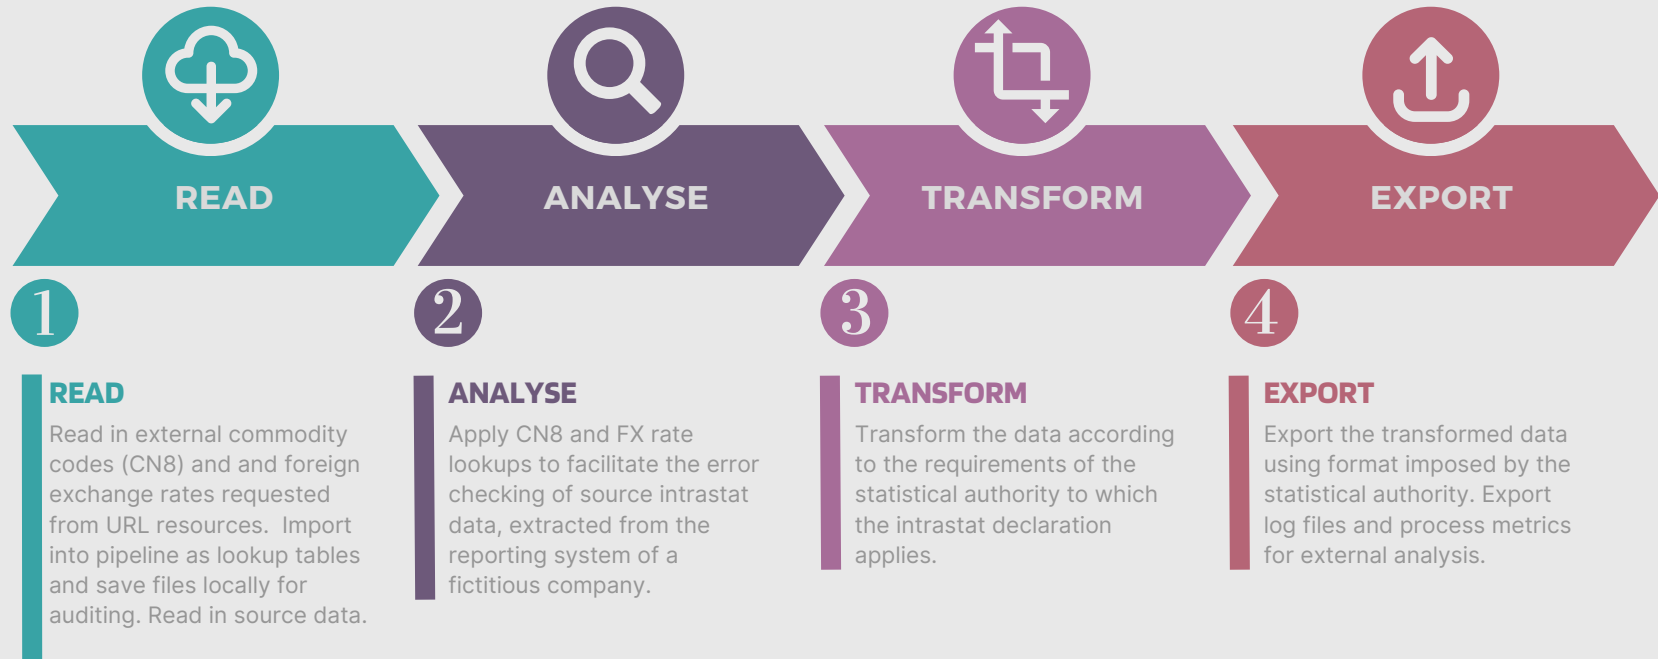 READ
ANALYSE
TRANSFORM
EXPORT
1
2
3
4
READ
Read in external commodity
codes (CN8) and and foreign
exchange rates requested
from URL resources.  Import
into pipeline as lookup tables
and save files locally for
auditing. Read in source data.
ANALYSE
Apply CN8 and FX rate
lookups to facilitate the error
checking of source intrastat
data, extracted from the
reporting system of a
fictitious company.
TRANSFORM
Transform the data according
to the requirements of the
statistical authority to which
the intrastat declaration
applies.
EXPORT
Export the transformed data
using format imposed by the
statistical authority. Export
log files and process metrics
for external analysis.